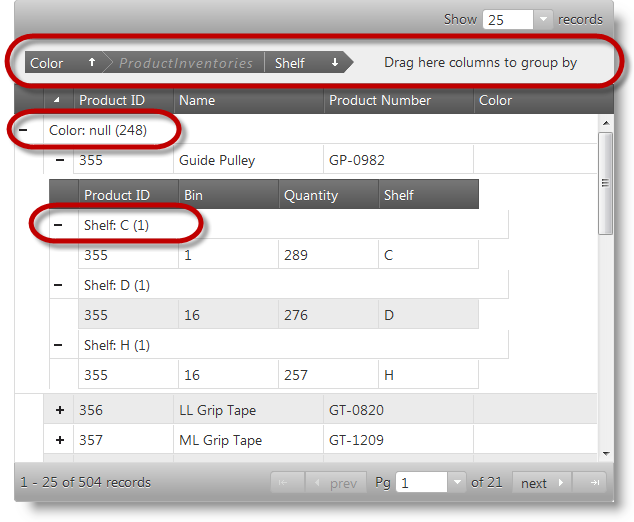 Show 25 records
Color ProductInventories Shelf Drag here columns to group by
Product ID Name Product Number Color
Color: null (248)
355 Guide Pulley GP-0982
Product ID Bin Quantity Shelf
Shelf: C (1)
355 1 289 C
Shelf: D (1)
355 16 276 D
Shelf: H (1)
355 16 257 H
356 LL Grip Tape GT-0820
357 ML Grip Tape GT-1209
1 - 25 of 504 records prev Pg 1 of 21 next